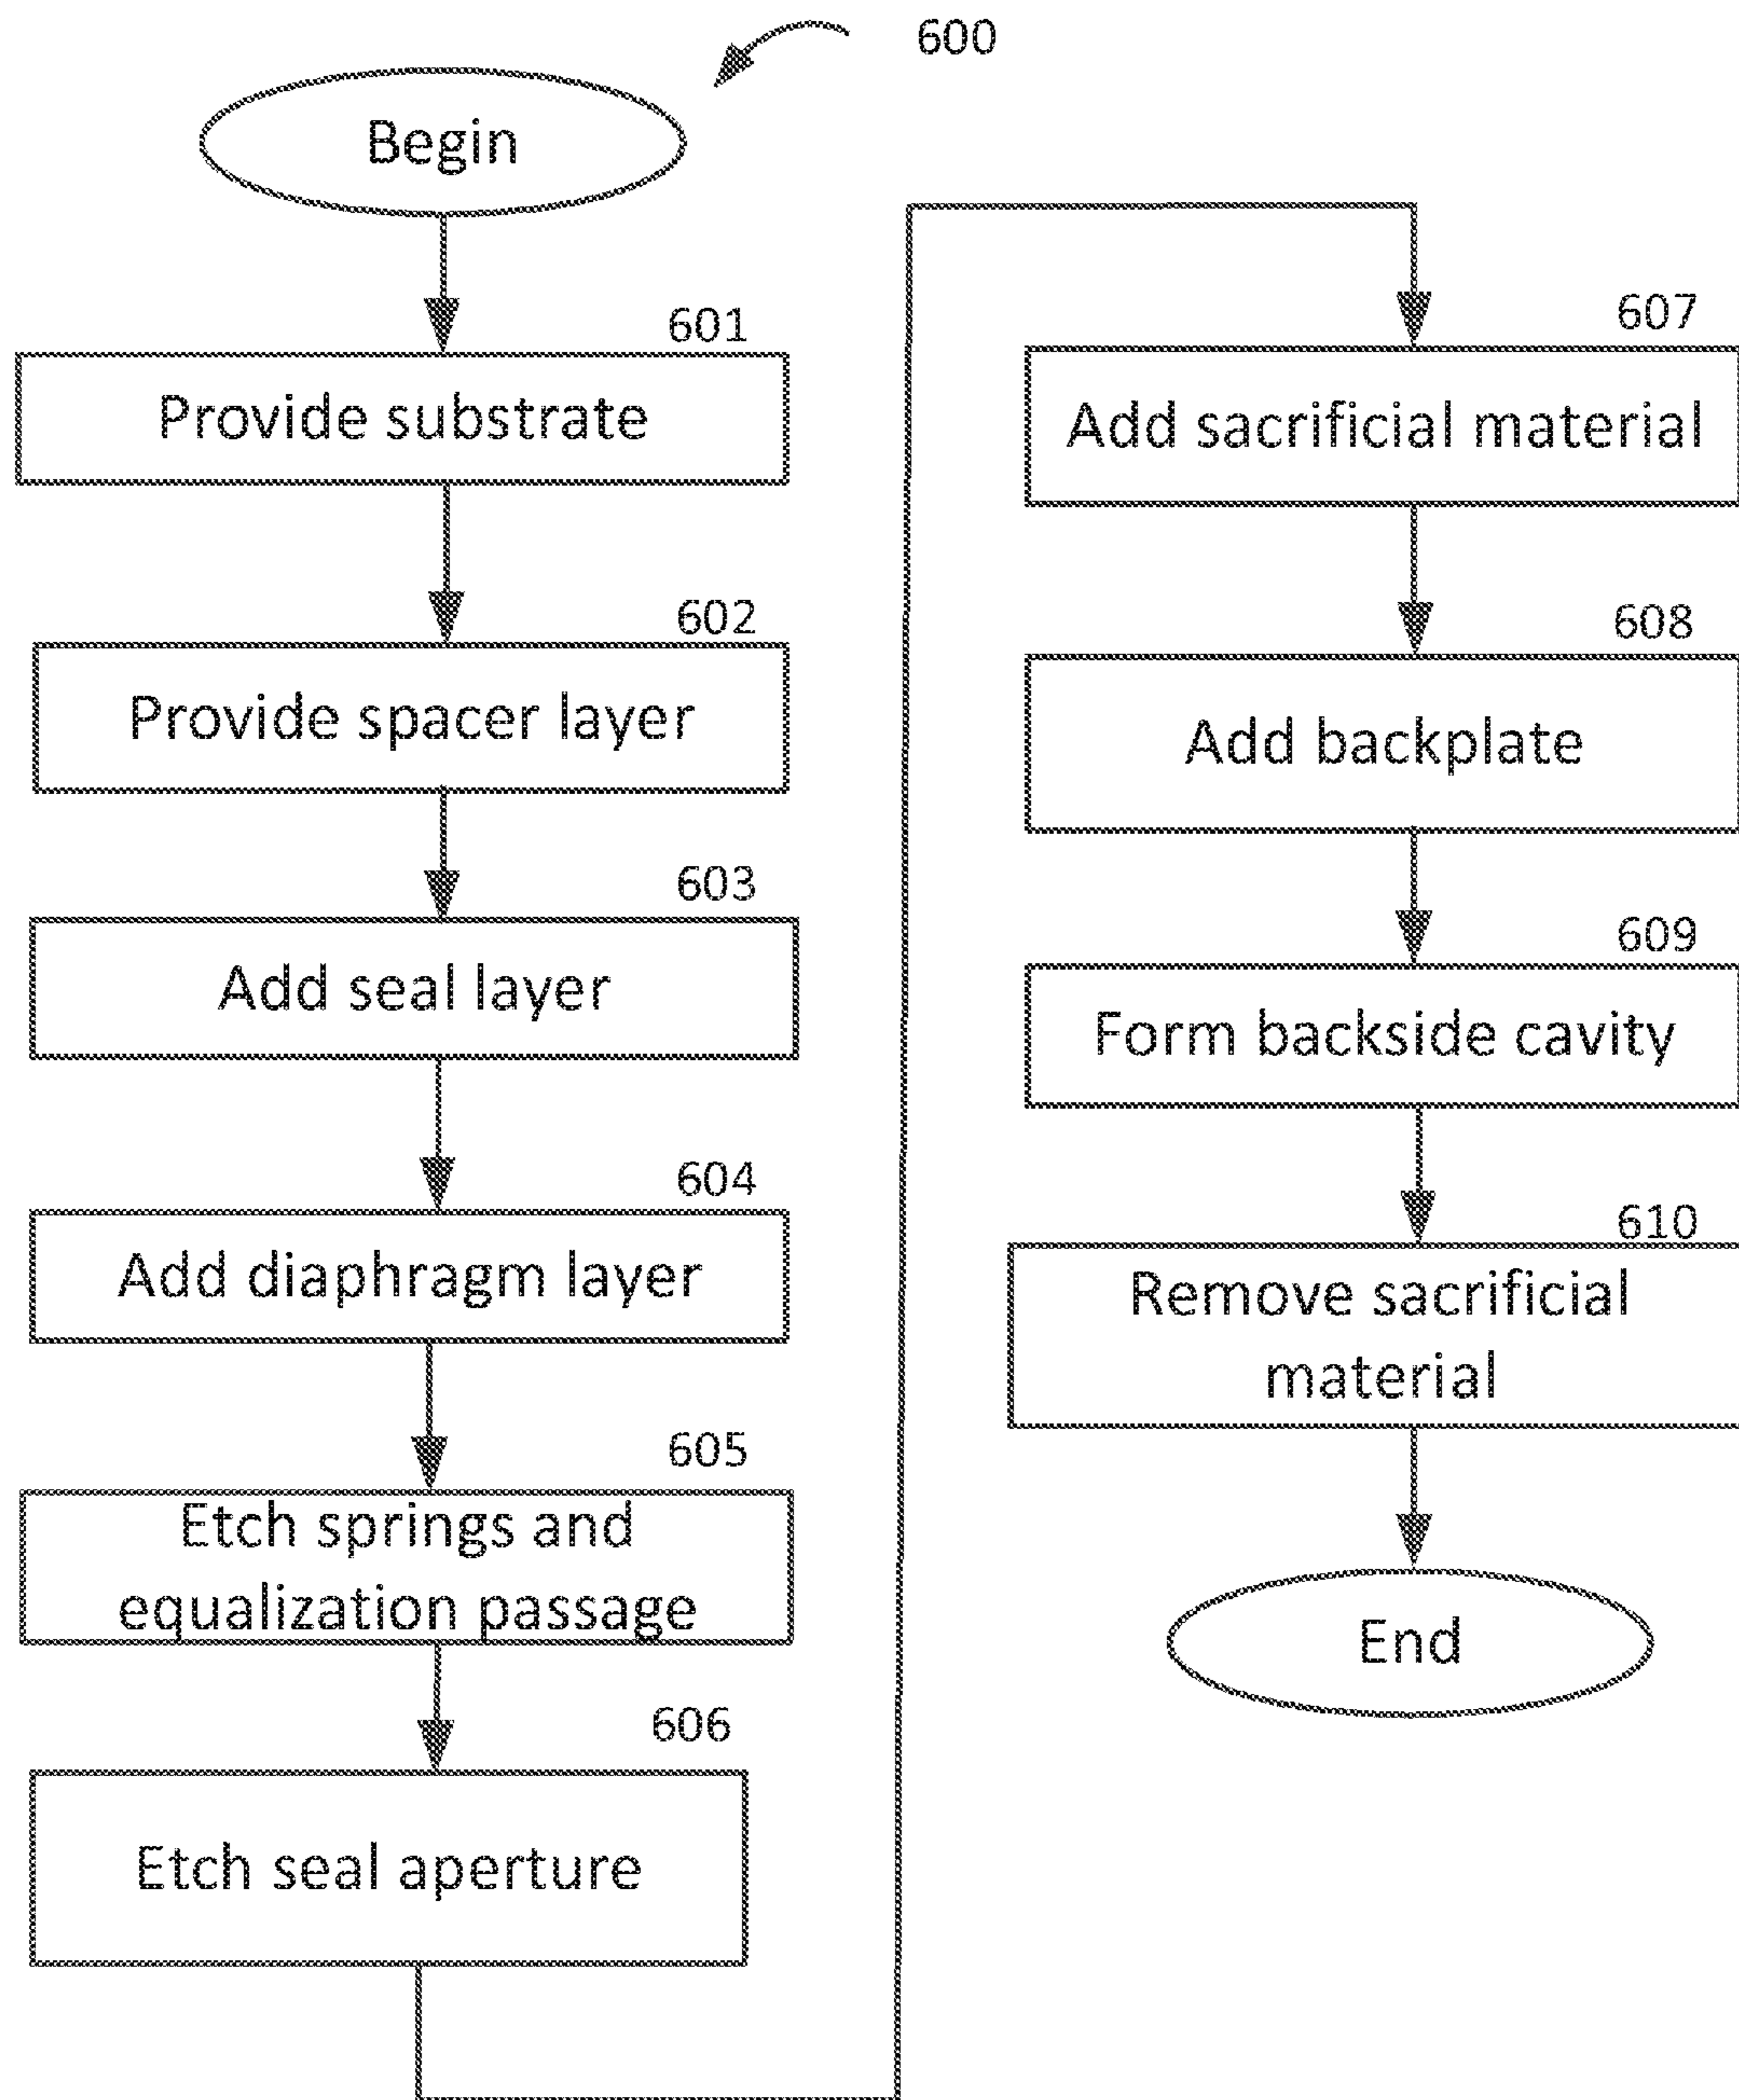 600
Begin
601
Provide substrate
602
Provide spacer layer
603
Add seal layer
604
Add diaphragm layer
605
Etch springs and
equalization passage
606
Etch seal aperture
607
Add sacrificial material
608
Add backplate
609
Form backside cavity
610
Remove sacrificial
material
End